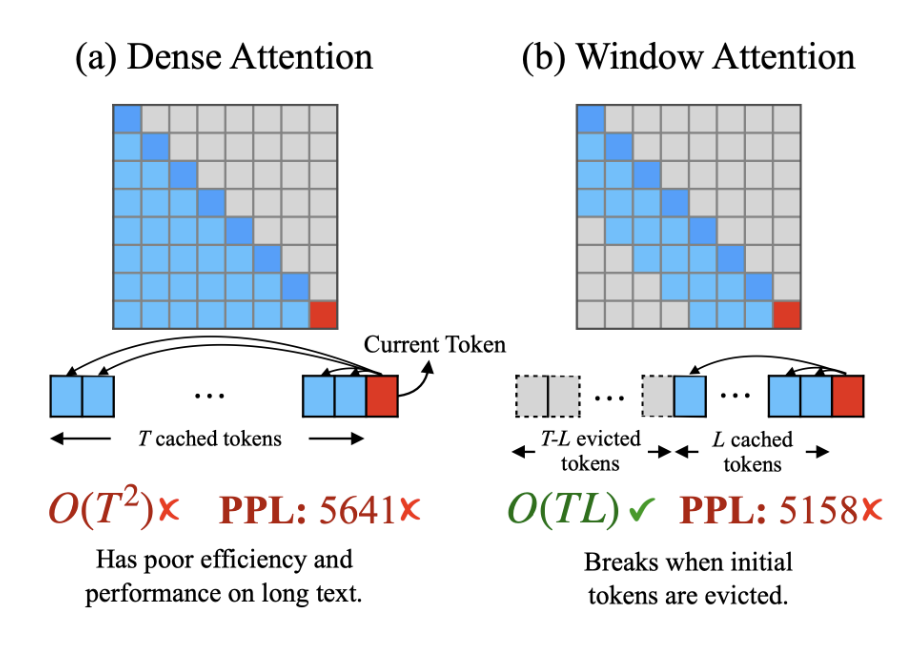 (a) Dense Attention
Current Token
...
T cached tokens
O(T²)✗ PPL: 5641✗
Has poor efficiency and
performance on long text.
(b) Window Attention
... ...
T-L evicted
tokens
L cached
tokens
O(TL)✓ PPL: 5158✗
Breaks when initial
tokens are evicted.